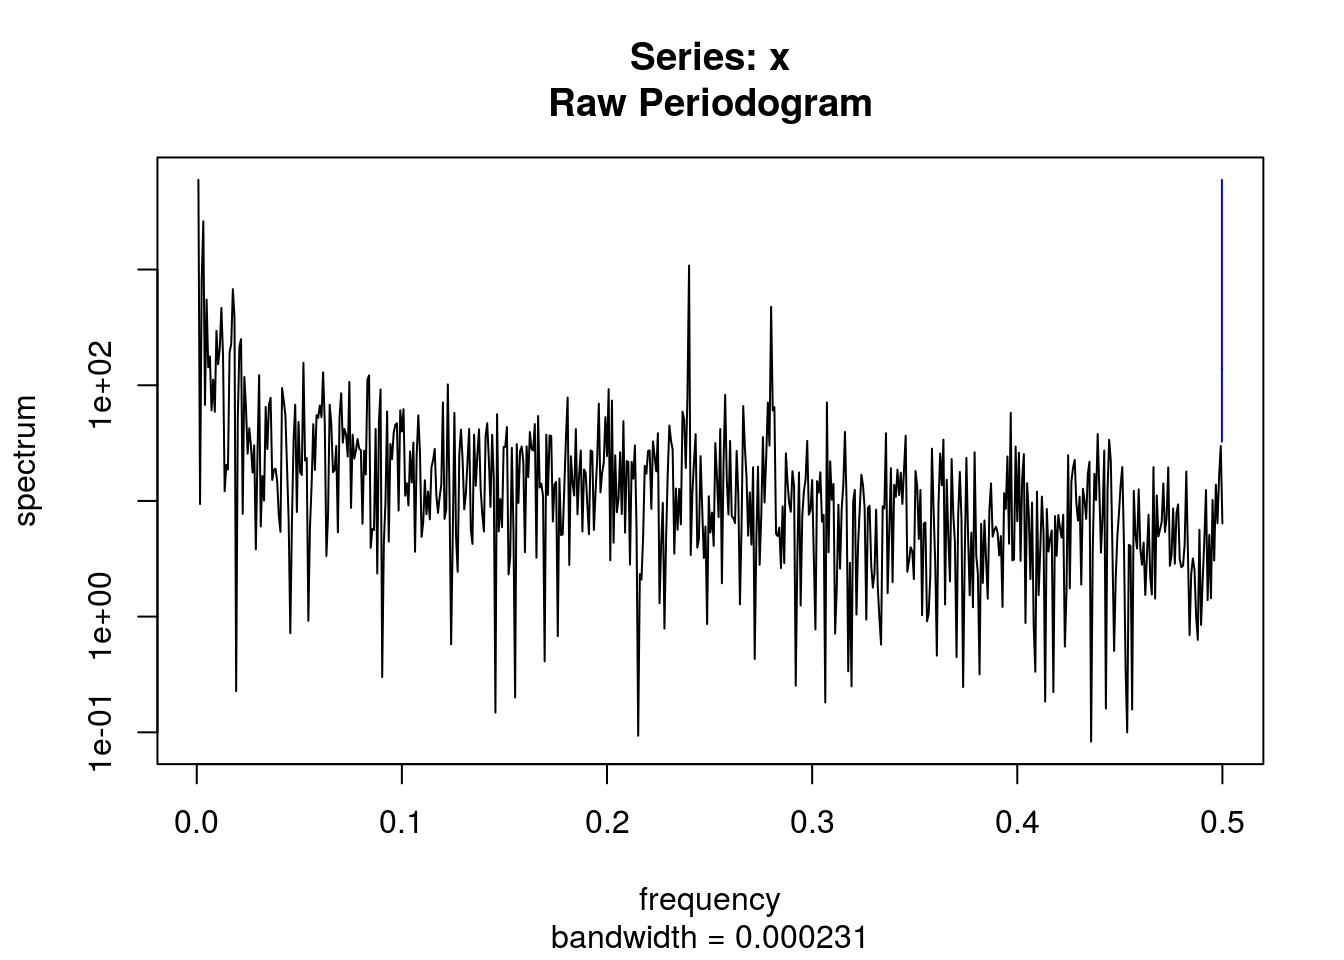 Series: x
Raw Periodogram
spectrum
1e+02
1e+00
1e-01
0.0 0.1 0.2 0.3 0.4 0.5
frequency
bandwidth = 0.000231